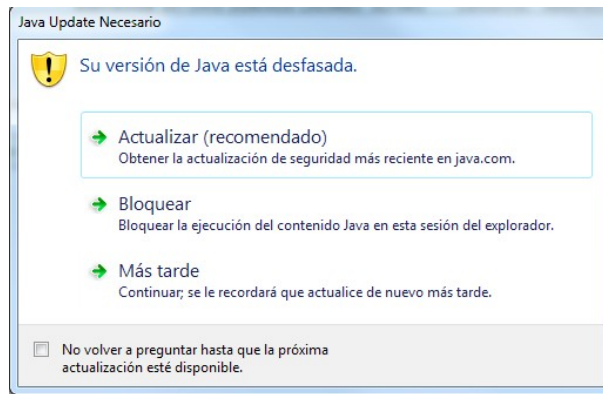 Java Update Necesario
Su versión de Java está desfasada.
Actualizar (recomendado)
Obtener la actualización de seguridad más reciente en java.com.
Bloquear
Bloquear la ejecución del contenido Java en esta sesión del explorador.
Más tarde
Continuar; se le recordará que actualice de nuevo más tarde.
No volver a preguntar hasta que la próxima
actualización esté disponible.